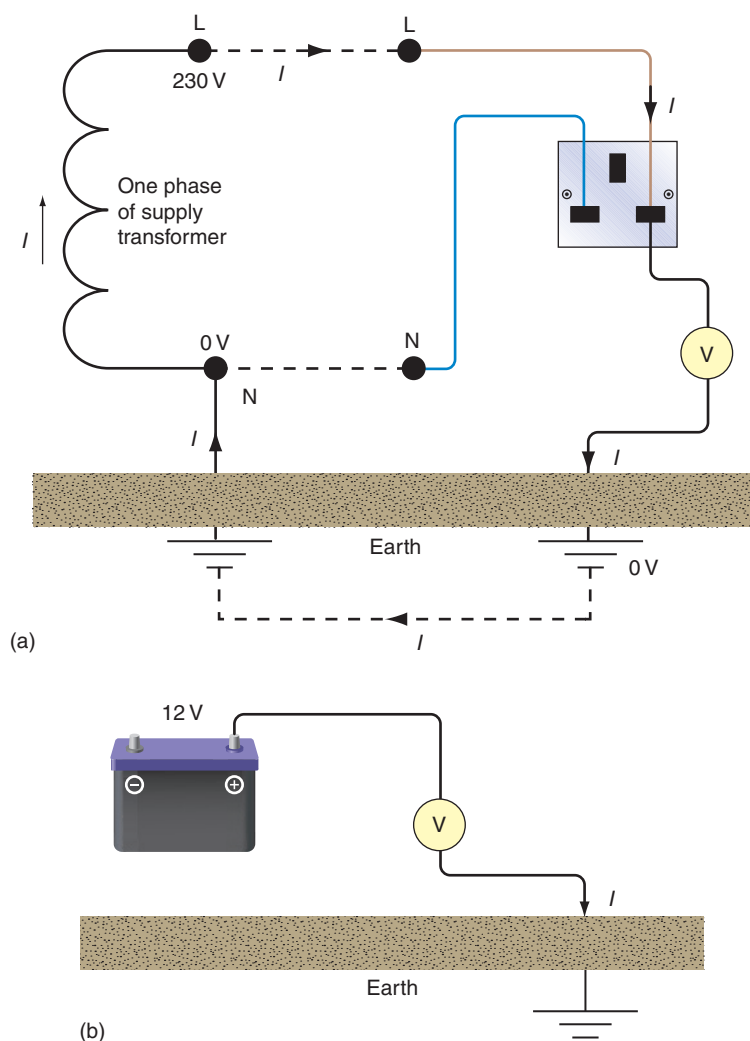 L
L
230 V
I
I
One phase
of supply
transformer
I
0 V
N
N
V
I
I
Earth
0 V
I
(a)
12 V
− +
V
I
Earth
(b)